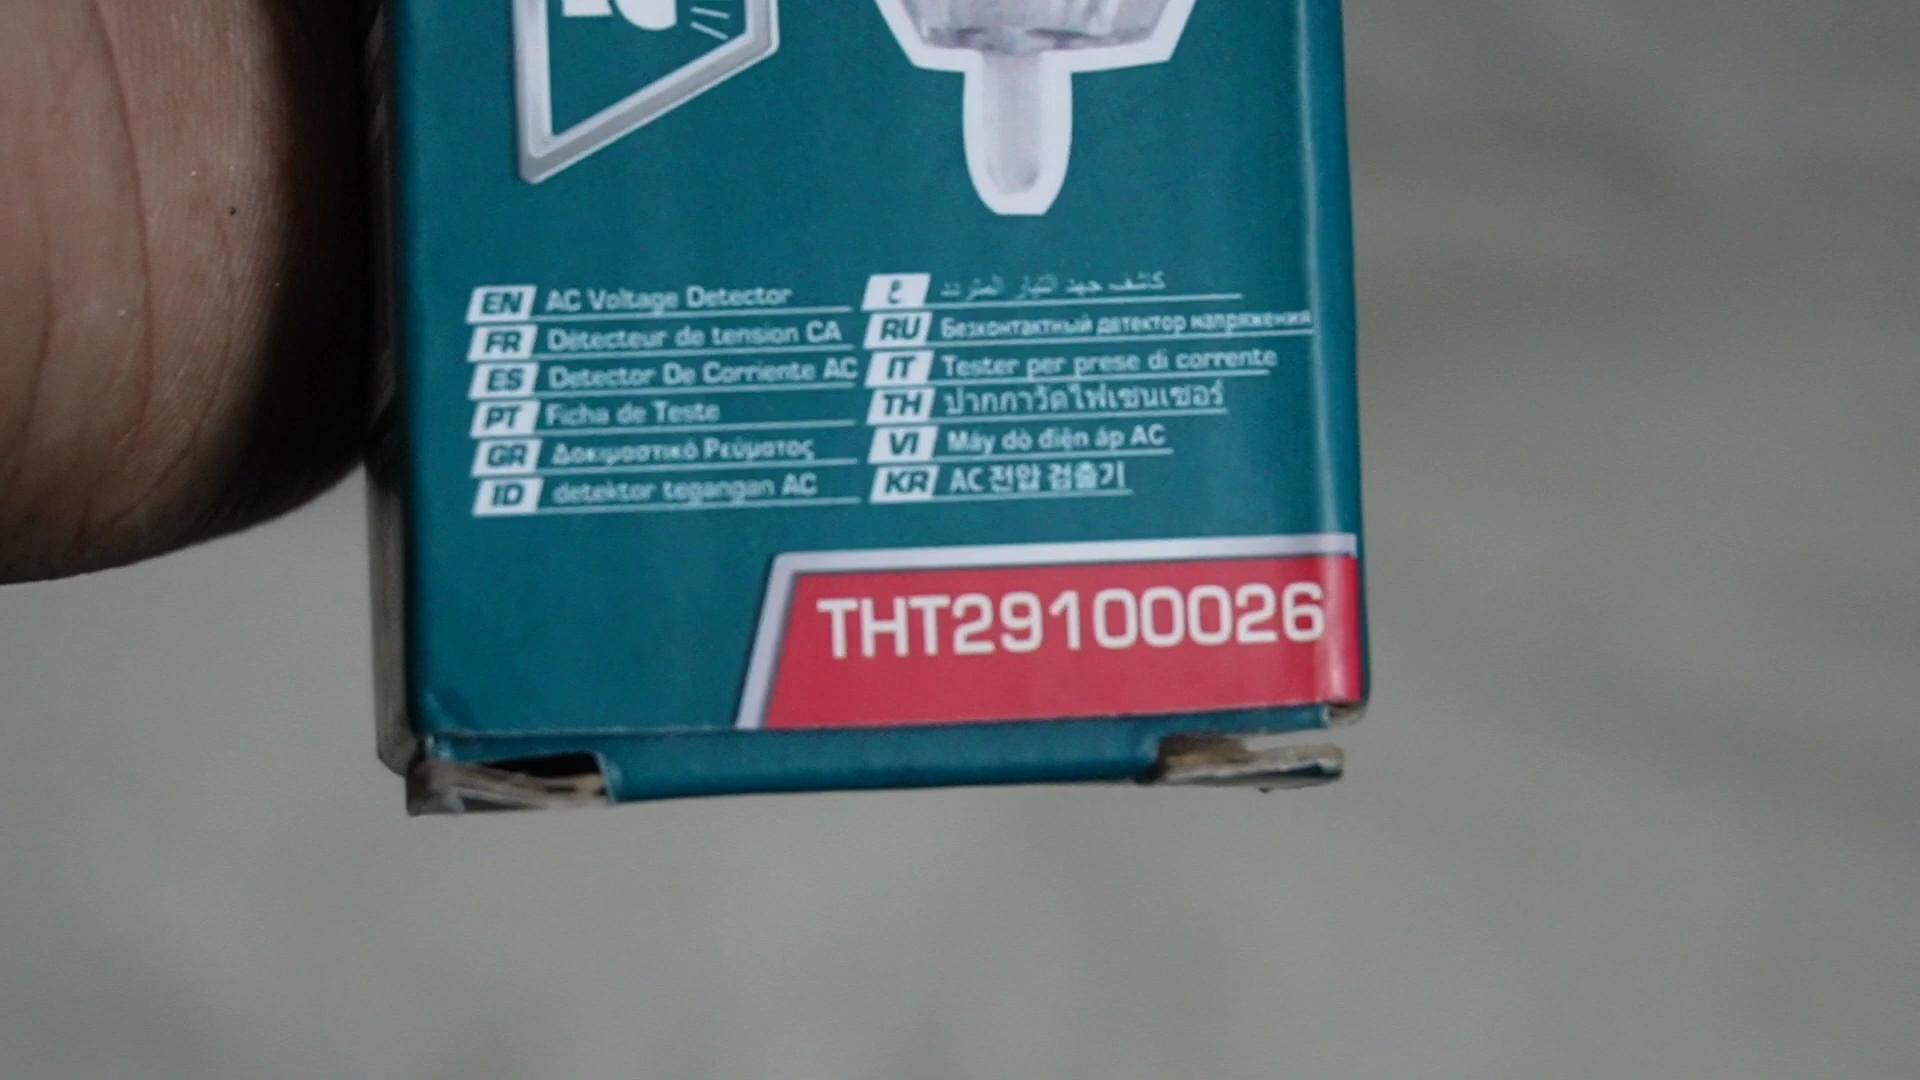 EN AC Voltage Detector
FR Détecteur de tension CA
ES Detector De Corriente AC
PT Ficha de Teste
GR Δοκιμαστικό Ρεύματος
ID detektor tegangan AC
ع كاشف جهد التيار المتردد
RU Безконтактный детектор напряжения
IT Tester per prese di corrente
TH ปากกาวัดไฟเซนเซอร์
VI Máy dò điện áp AC
KR AC 전압 검출기
THT29100026